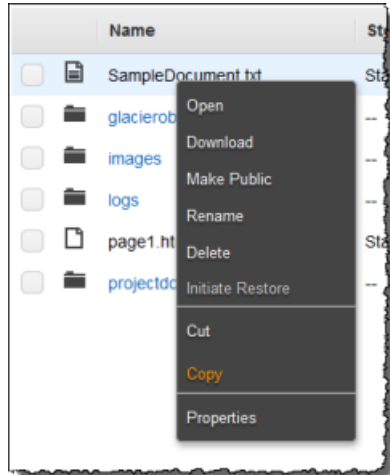 Name
St
SampleDocument.txt
Sta
glacierob
--
images
--
logs
--
page1.ht
Sta
projectdo
--
Open
Download
Make Public
Rename
Delete
Initiate Restore
Cut
Copy
Properties